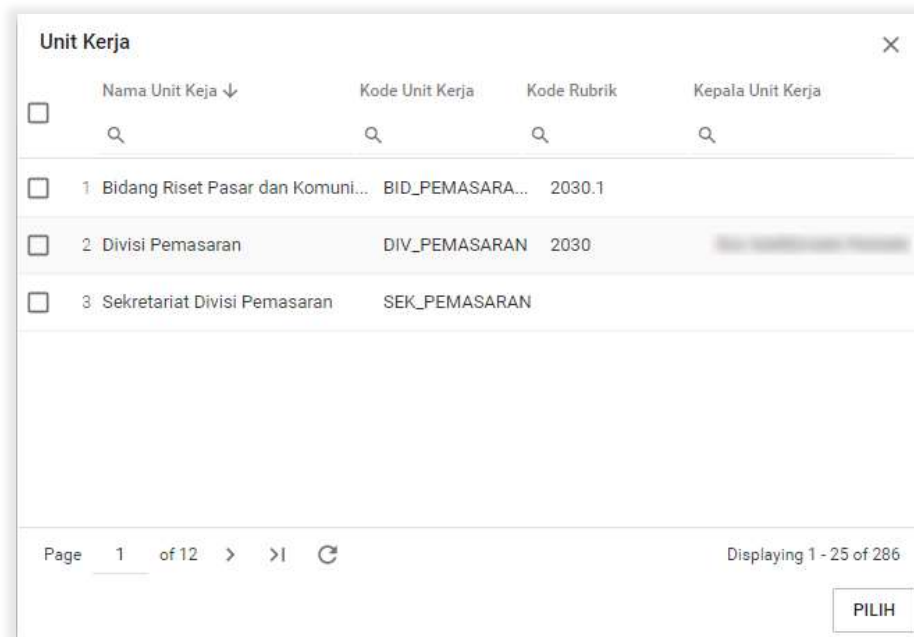 Unit Kerja
Nama Unit Keja Kode Unit Kerja Kode Rubrik Kepala Unit Kerja
1 Bidang Riset Pasar dan Komuni... BID_PEMASARA... 2030.1
2 Divisi Pemasaran DIV_PEMASARAN 2030
3 Sekretariat Divisi Pemasaran SEK_PEMASARAN
Page 1 of 12 Displaying 1 - 25 of 286
PILIH